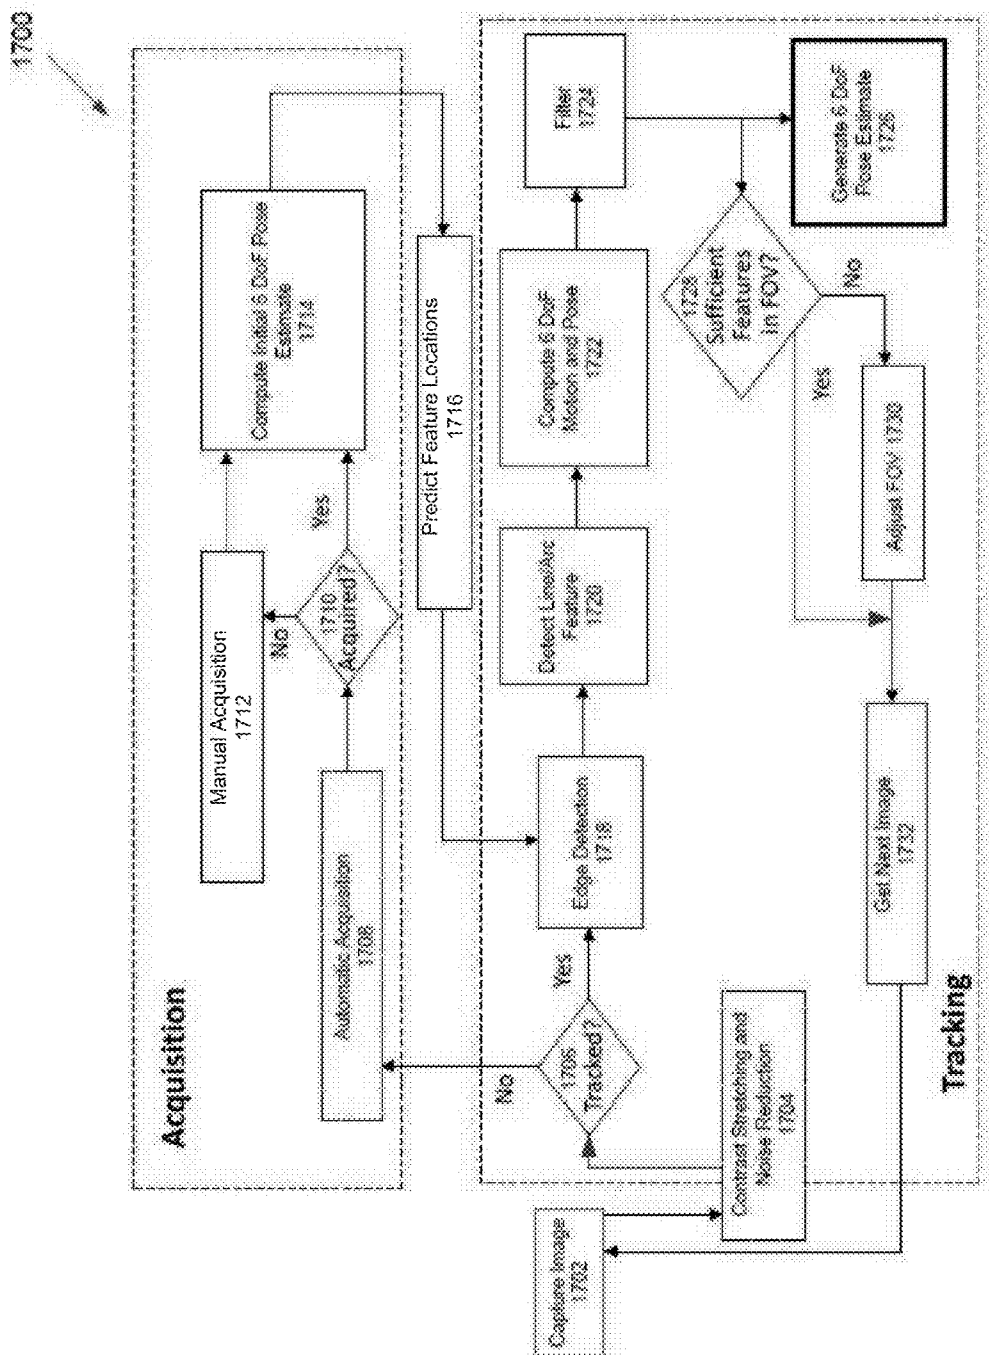 1700
Acquisition
Automatic Acquisition
1708
1710
Acquired?
No
Yes
Manual Acquisition
1712
Compute Initial 6 DoF Pose
Estimate
1714
Predict Feature Locations
1716
Capture Image
1702
Contrast Stretching and
Noise Reduction
1704
1706
Tracked?
No
Yes
Edge Detection
1718
Detect Line/Arc
Feature
1720
Compute 6 DoF
Motion and Pose
1722
Filter
1724
Generate 6 DoF
Pose Estimate
1726
1728
Sufficient
Features
in FOV?
No
Yes
Adjust FOV 1730
Get Next Image
1732
Tracking